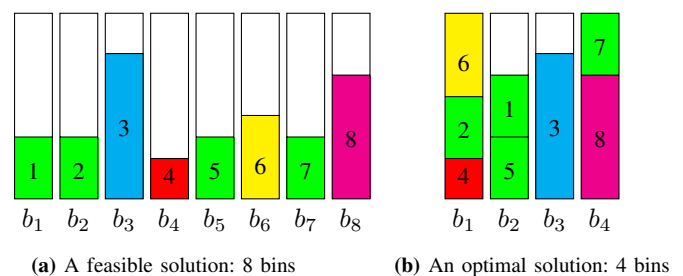 6 7
1
3 2 3
8 8
1 2 4 5 6 7 4 5
b₁ b₂ b₃ b₄ b₅ b₆ b₇ b₈ b₁ b₂ b₃ b₄
(a) A feasible solution: 8 bins (b) An optimal solution: 4 bins